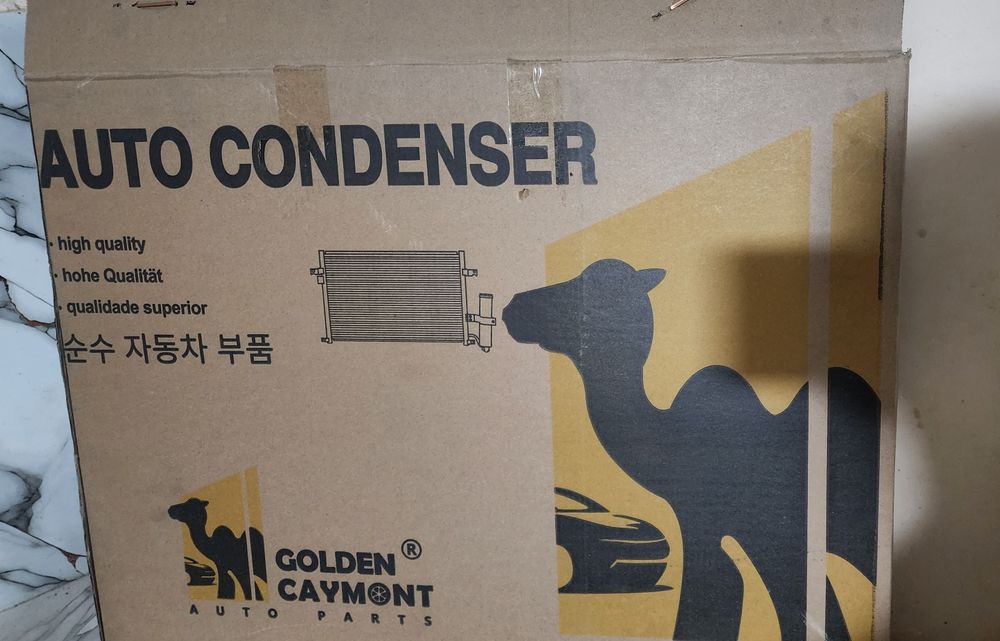 AUTO CONDENSER
· high quality
· hohe Qualität
· qualidade superior
순수 자동차 부품
GOLDEN ®
CAYMONT
AUTO PARTS